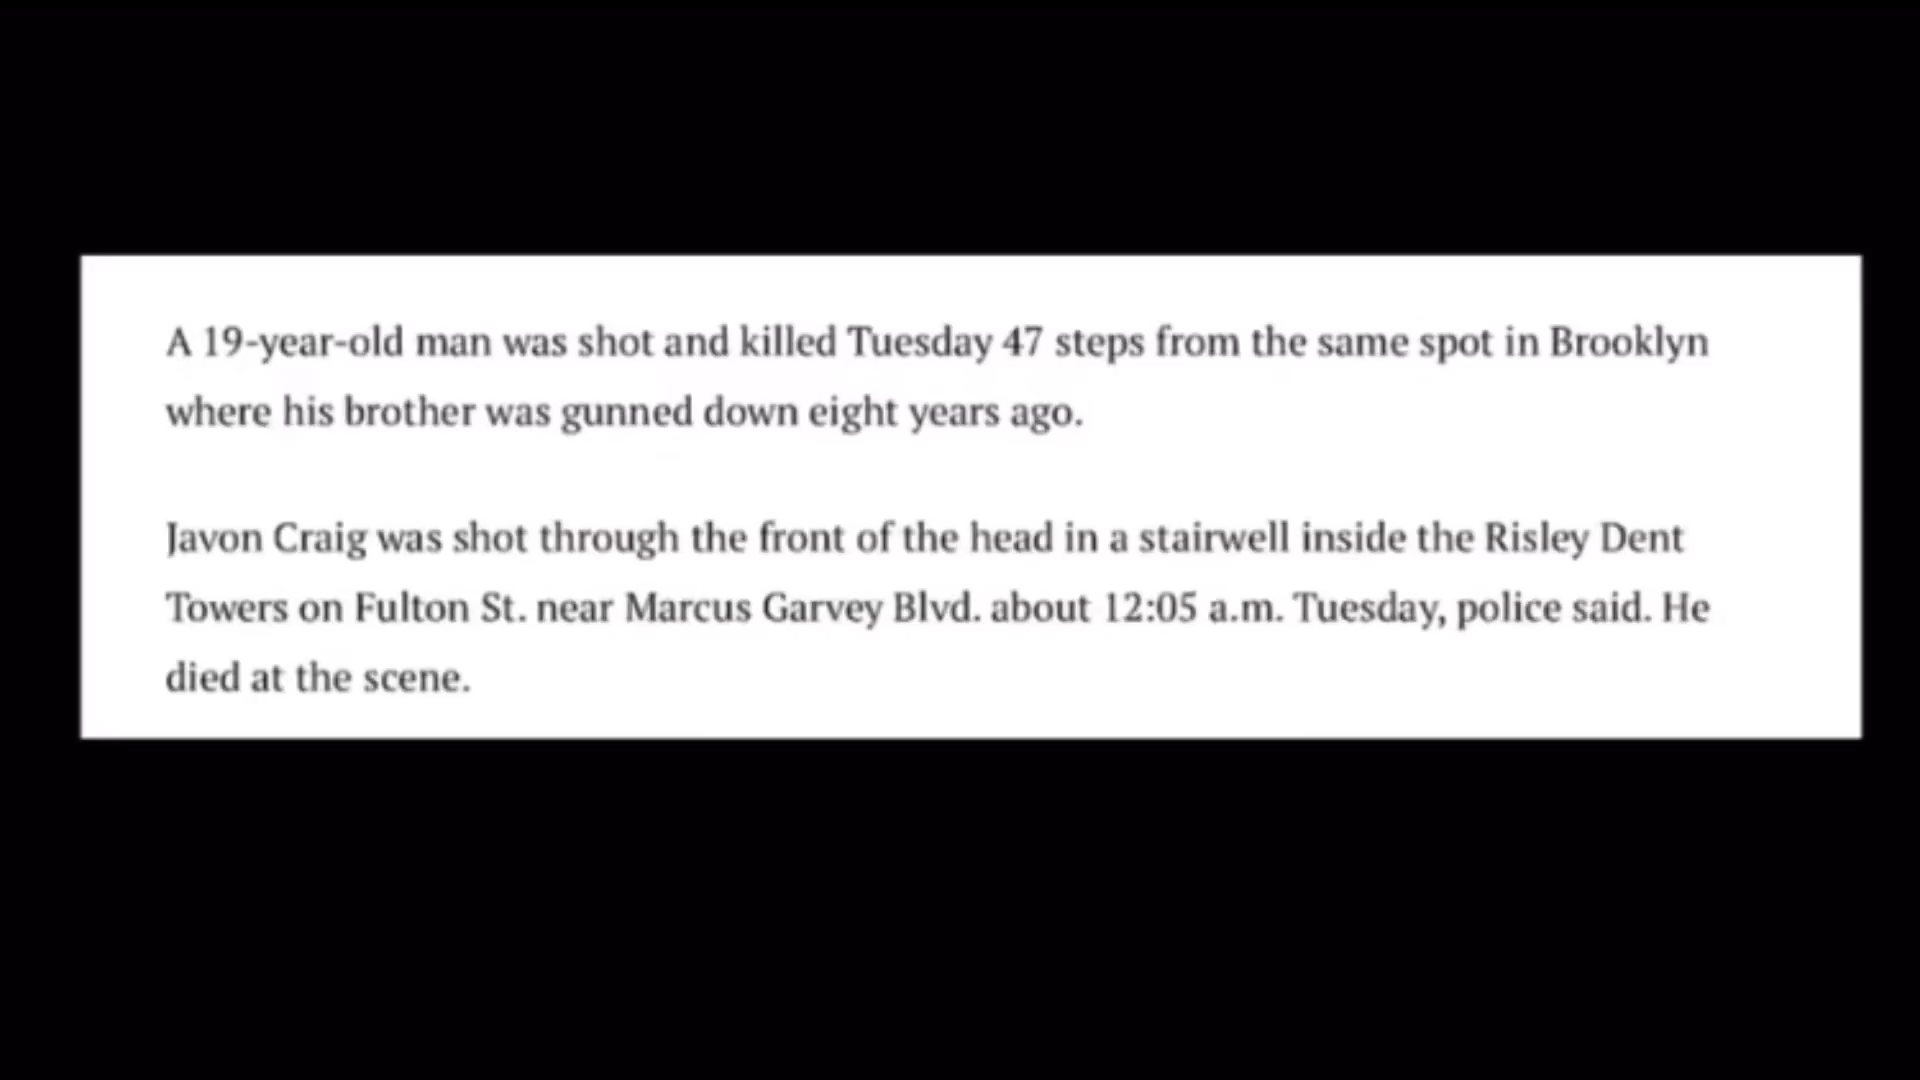 A 19-year-old man was shot and killed Tuesday 47 steps from the same spot in Brooklyn
where his brother was gunned down eight years ago.
Javon Craig was shot through the front of the head in a stairwell inside the Risley Dent
Towers on Fulton St. near Marcus Garvey Blvd. about 12:05 a.m. Tuesday, police said. He
died at the scene.